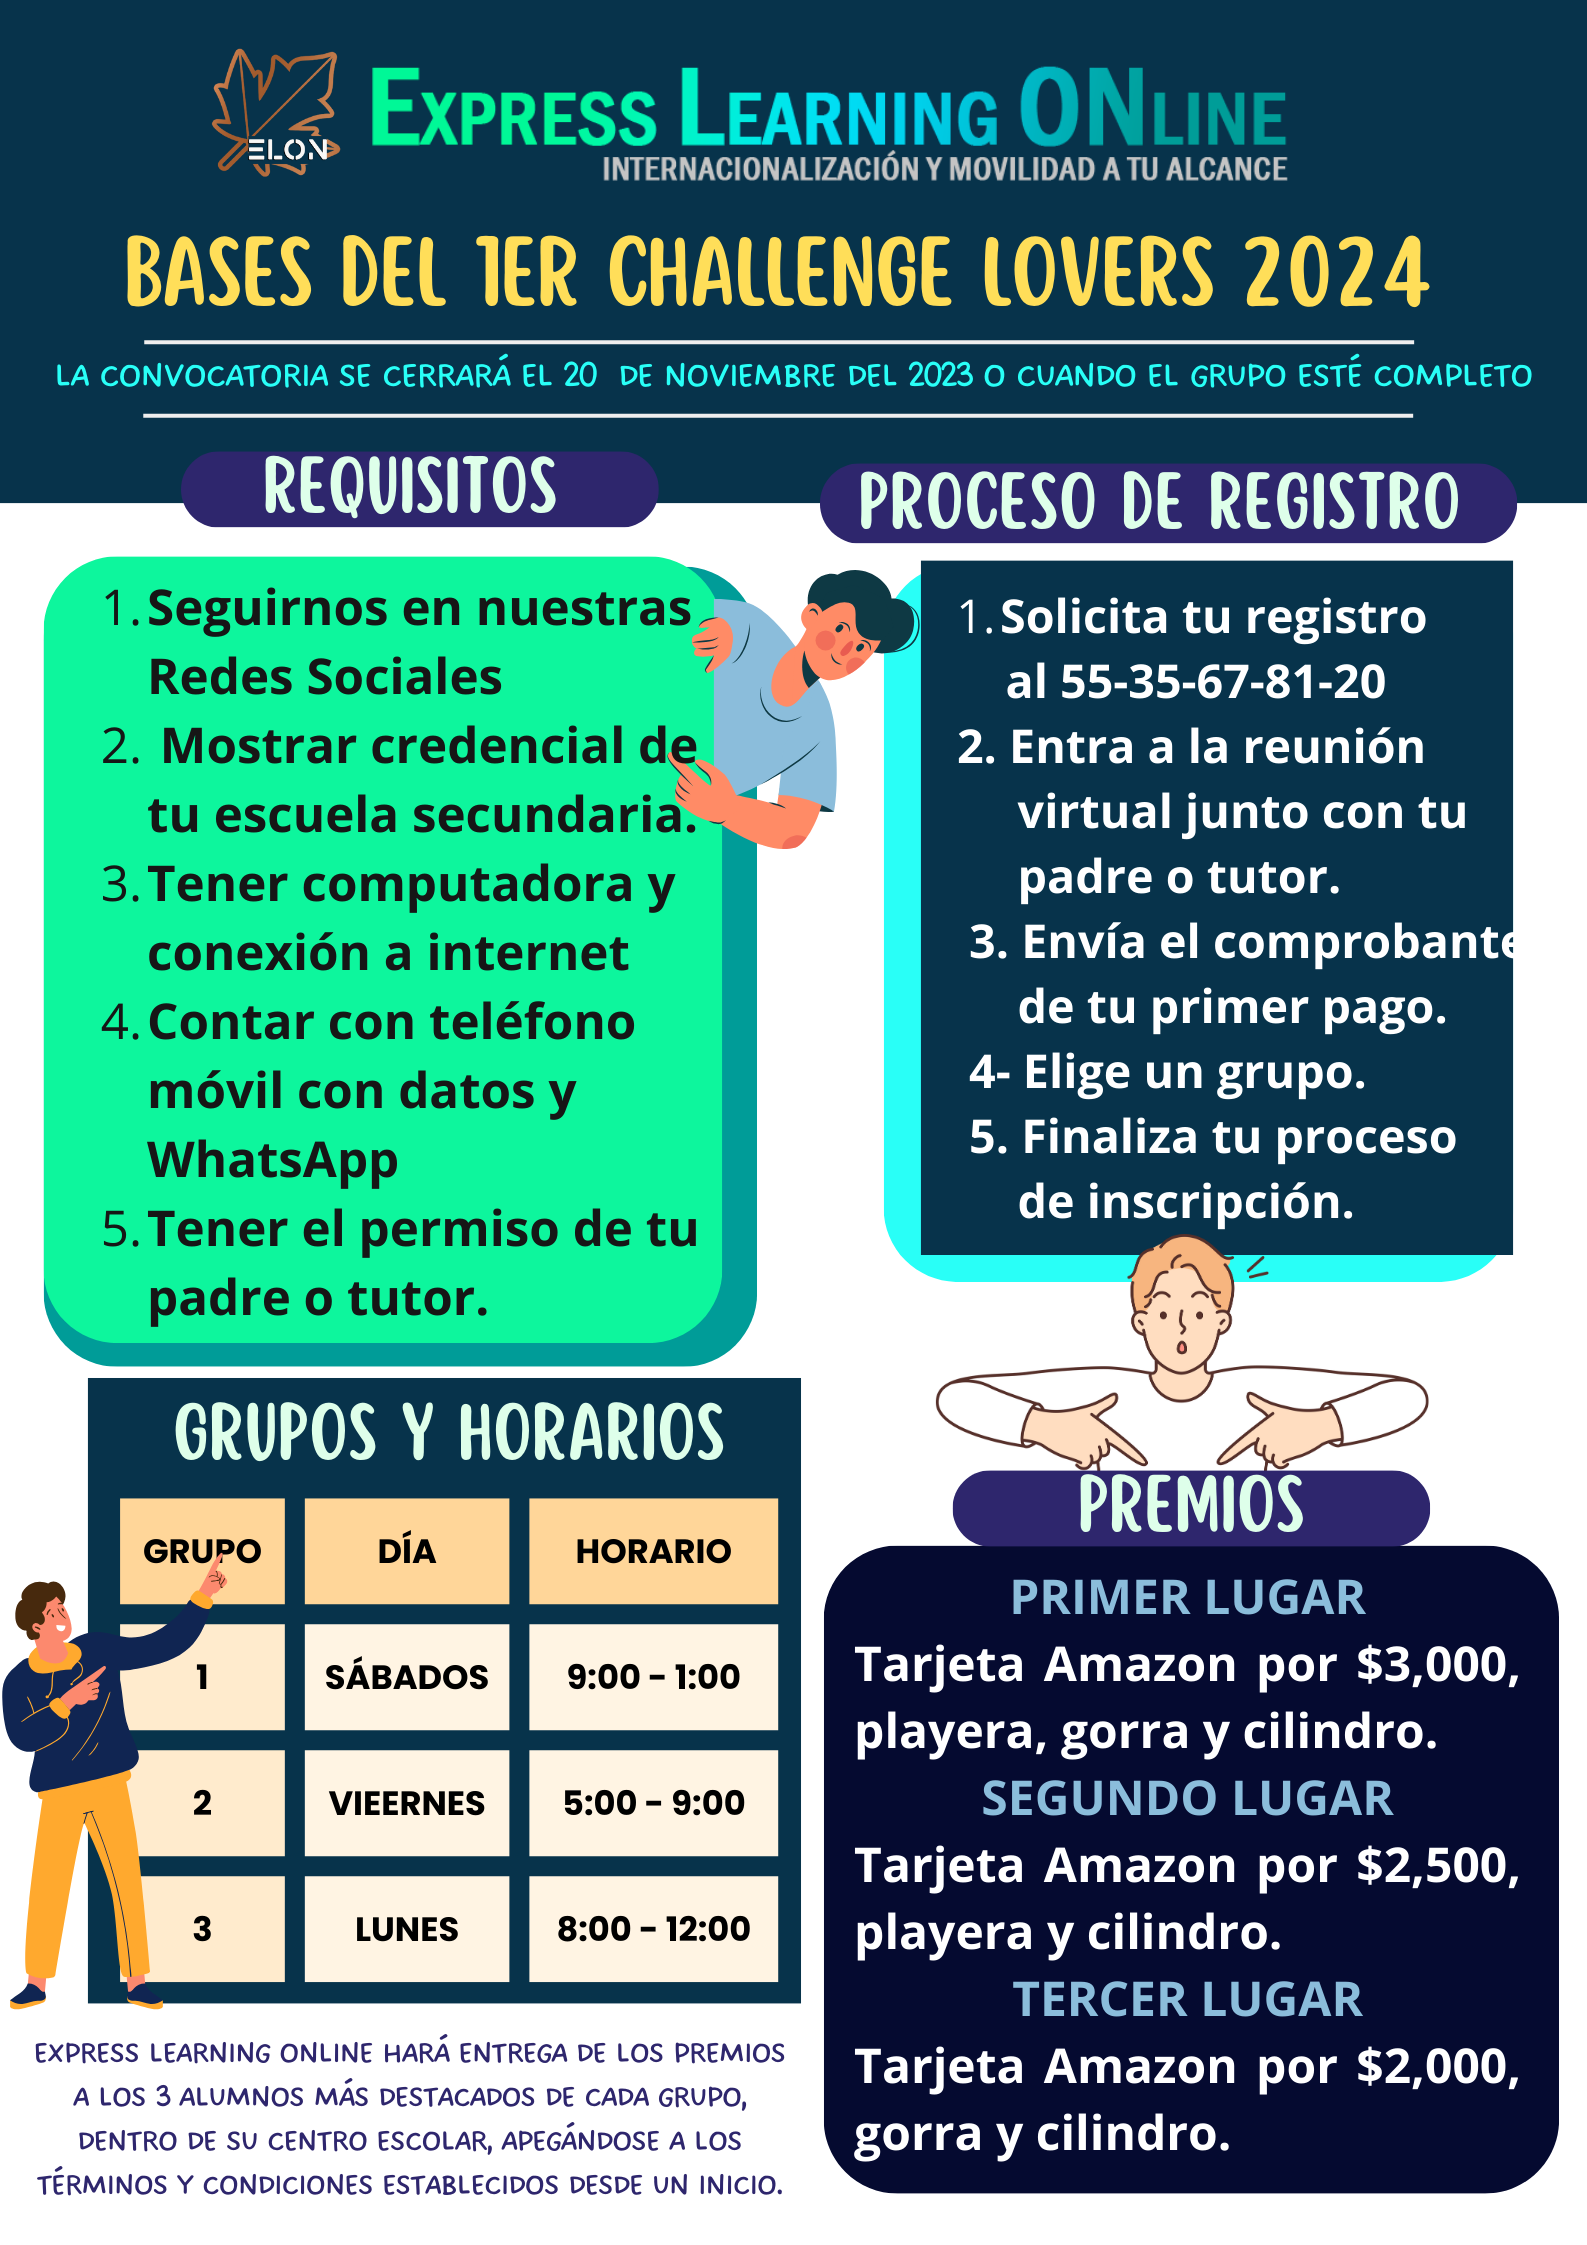 ELON
EXPRESS LEARNING ONLINE
INTERNACIONALIZACIÓN Y MOVILIDAD A TU ALCANCE
BASES DEL 1ER CHALLENGE LOVERS 2024
LA CONVOCATORIA SE CERRARÁ EL 20 DE NOVIEMBRE DEL 2023 O CUANDO EL GRUPO ESTÉ COMPLETO
REQUISITOS
1. Seguirnos en nuestras
Redes Sociales
2. Mostrar credencial de
tu escuela secundaria.
3. Tener computadora y
conexión a internet
4. Contar con teléfono
móvil con datos y
WhatsApp
5. Tener el permiso de tu
padre o tutor.
PROCESO DE REGISTRO
1. Solicita tu registro
al 55-35-67-81-20
2. Entra a la reunión
virtual junto con tu
padre o tutor.
3. Envía el comprobante
de tu primer pago.
4- Elige un grupo.
5. Finaliza tu proceso
de inscripción.
GRUPOS Y HORARIOS
GRUPO DÍA HORARIO
1 SÁBADOS 9:00 - 1:00
2 VIEERNES 5:00 - 9:00
3 LUNES 8:00 - 12:00
EXPRESS LEARNING ONLINE HARÁ ENTREGA DE LOS PREMIOS
A LOS 3 ALUMNOS MÁS DESTACADOS DE CADA GRUPO,
DENTRO DE SU CENTRO ESCOLAR, APEGÁNDOSE A LOS
TÉRMINOS Y CONDICIONES ESTABLECIDOS DESDE UN INICIO.
PREMIOS
PRIMER LUGAR
Tarjeta Amazon por $3,000,
playera, gorra y cilindro.
SEGUNDO LUGAR
Tarjeta Amazon por $2,500,
playera y cilindro.
TERCER LUGAR
Tarjeta Amazon por $2,000,
gorra y cilindro.